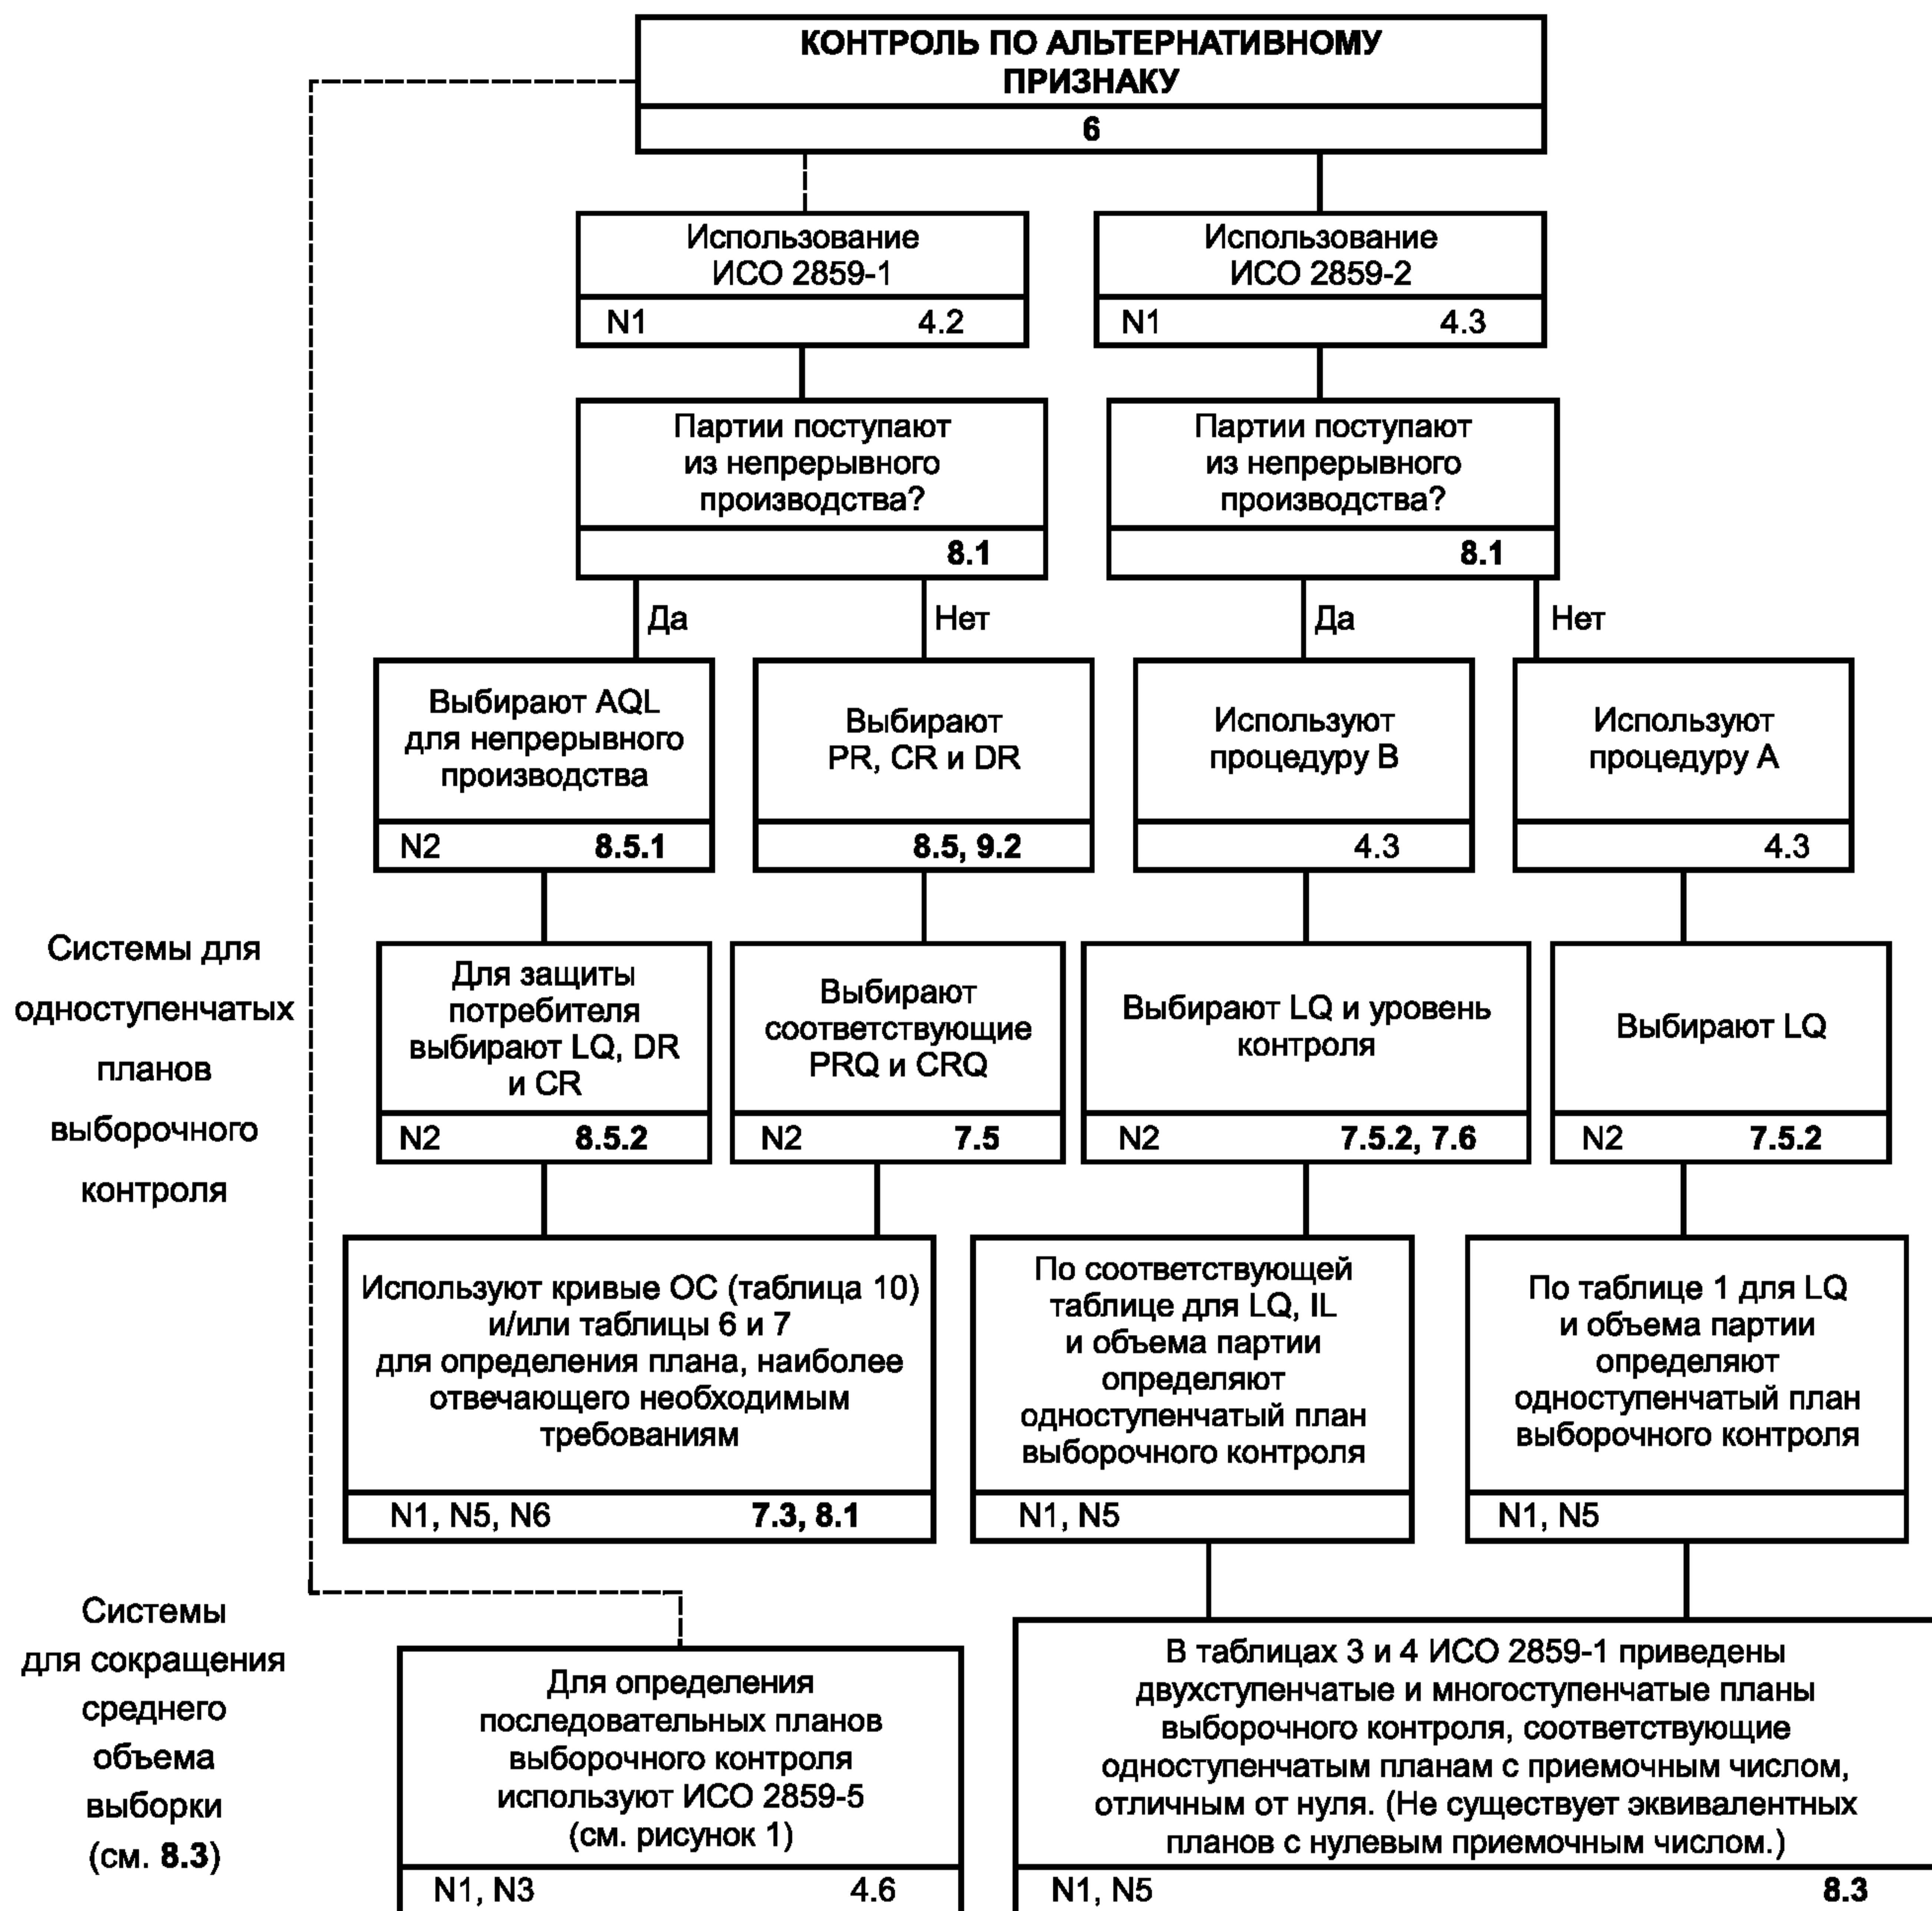 КОНТРОЛЬ ПО АЛЬТЕРНАТИВНОМУ
ПРИЗНАКУ
6
Использование
ИСО 2859-1
N1 4.2
Использование
ИСО 2859-2
N1 4.3
Партии поступают
из непрерывного
производства?
8.1
Партии поступают
из непрерывного
производства?
8.1
Да
Нет
Да
Нет
Выбирают AQL
для непрерывного
производства
N2 8.5.1
Выбирают
PR, CR и DR
8.5, 9.2
Используют
процедуру В
4.3
Используют
процедуру А
4.3
Системы для
одноступенчатых
планов
выборочного
контроля
Для защиты
потребителя
выбирают LQ, DR
и CR
N2 8.5.2
Выбирают
соответствующие
PRQ и CRQ
N2 7.5
Выбирают LQ и уровень
контроля
N2 7.5.2, 7.6
Выбирают LQ
N2 7.5.2
Используют кривые ОС (таблица 10)
и/или таблицы 6 и 7
для определения плана, наиболее
отвечающего необходимым
требованиям
N1, N5, N6 7.3, 8.1
По соответствующей
таблице для LQ, IL
и объема партии
определяют
одноступенчатый план
выборочного контроля
N1, N5
По таблице 1 для LQ
и объема партии
определяют
одноступенчатый план
выборочного контроля
N1, N5
Системы
для сокращения
среднего
объема
выборки
(см. 8.3)
Для определения
последовательных планов
выборочного контроля
используют ИСО 2859-5
(см. рисунок 1)
N1, N3 4.6
В таблицах 3 и 4 ИСО 2859-1 приведены
двухступенчатые и многоступенчатые планы
выборочного контроля, соответствующие
одноступенчатым планам с приемочным числом,
отличным от нуля. (Не существует эквивалентных
планов с нулевым приемочным числом.)
N1, N5 8.3